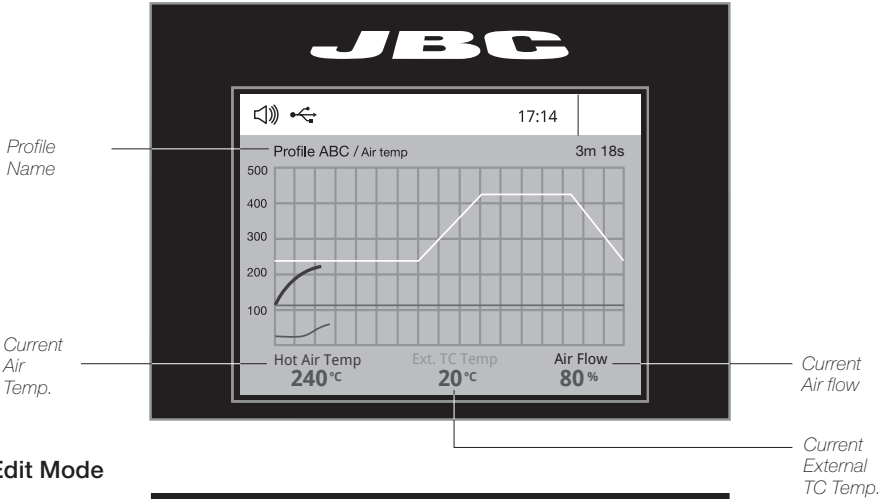 JBC
17:14
Profile
Name
Profile ABC / Air temp 3m 18s
500
400
300
200
100
Current
Air
Temp.
Hot Air Temp Ext. TC Temp Air Flow
240 °C 20 °C 80 %
Current
Air flow
Current
External
TC Temp.
Edit Mode